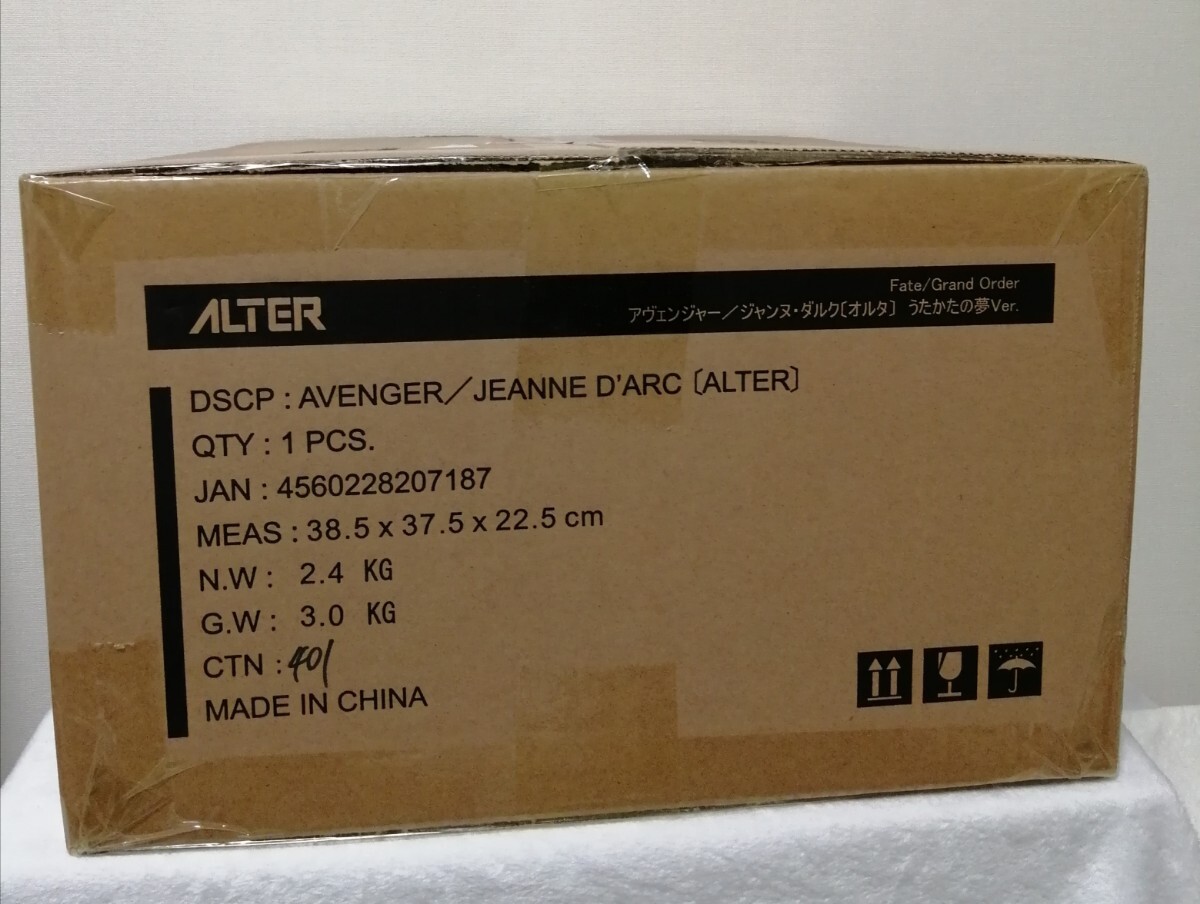 ALTER
Fate/Grand Order
アヴェンジャー／ジャンヌ・ダルク〔オルタ〕 うたかたの夢Ver.
DSCP : AVENGER／JEANNE D'ARC〔ALTER〕
QTY : 1 PCS.
JAN : 4560228207187
MEAS : 38.5 x 37.5 x 22.5 cm
N.W : 2.4 KG
G.W : 3.0 KG
CTN : 401
MADE IN CHINA